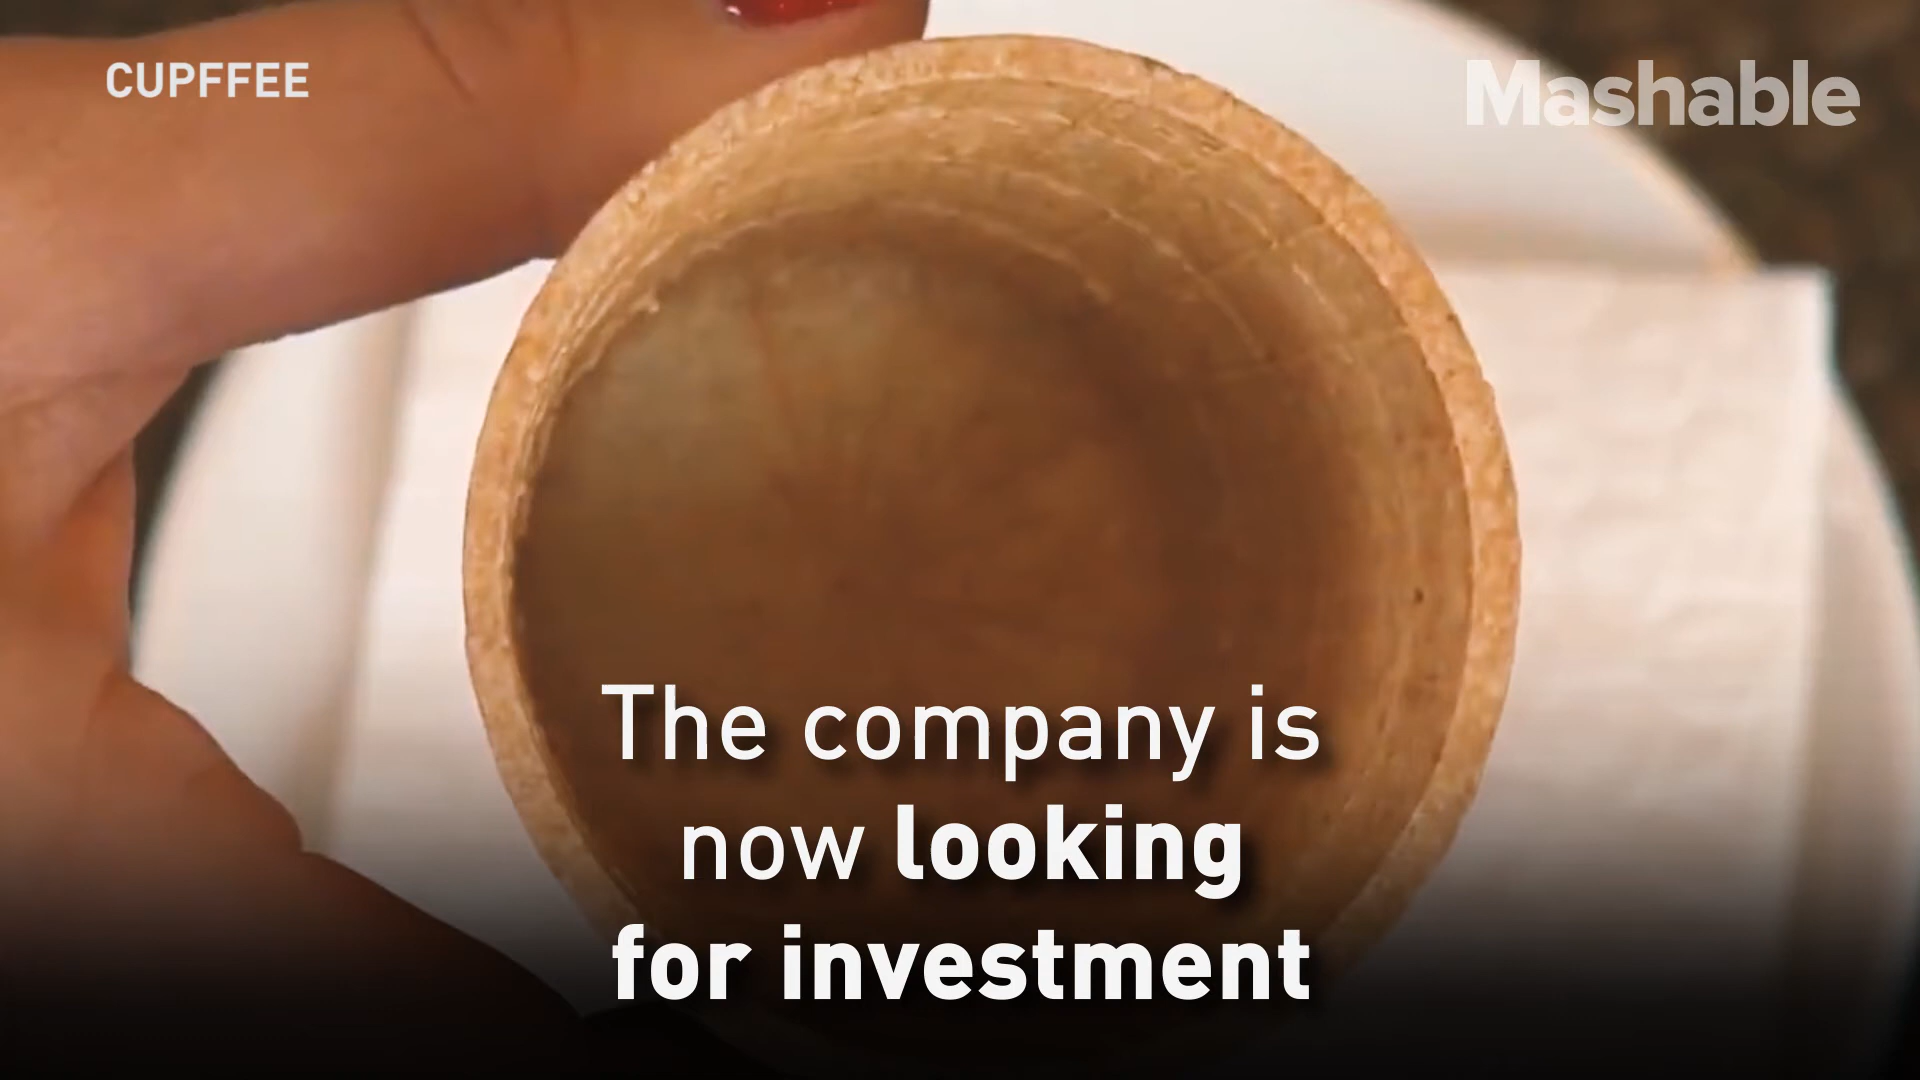 CUPFFEE
Mashable
The company is
now looking
for investment